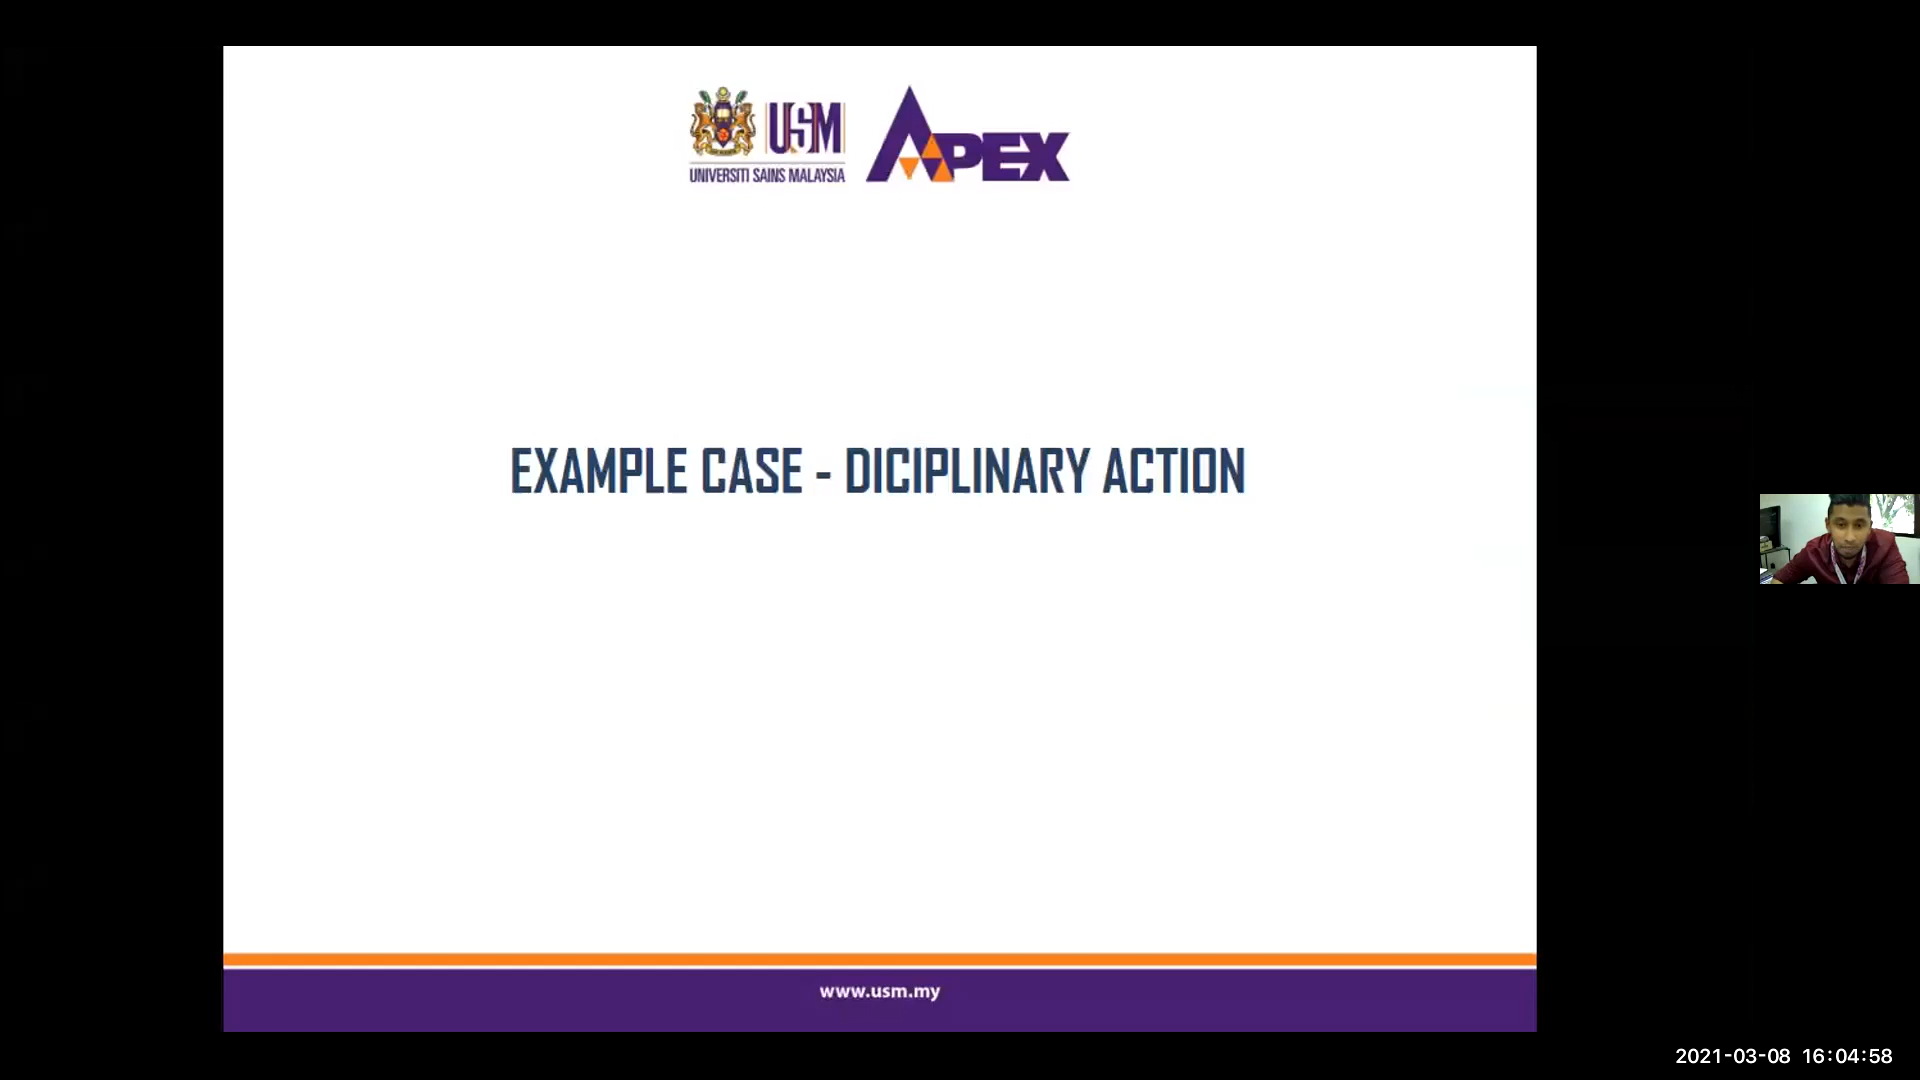 USM
UNIVERSITI SAINS MALAYSIA
APEX
EXAMPLE CASE - DICIPLINARY ACTION
www.usm.my
2021-03-08 16:04:58